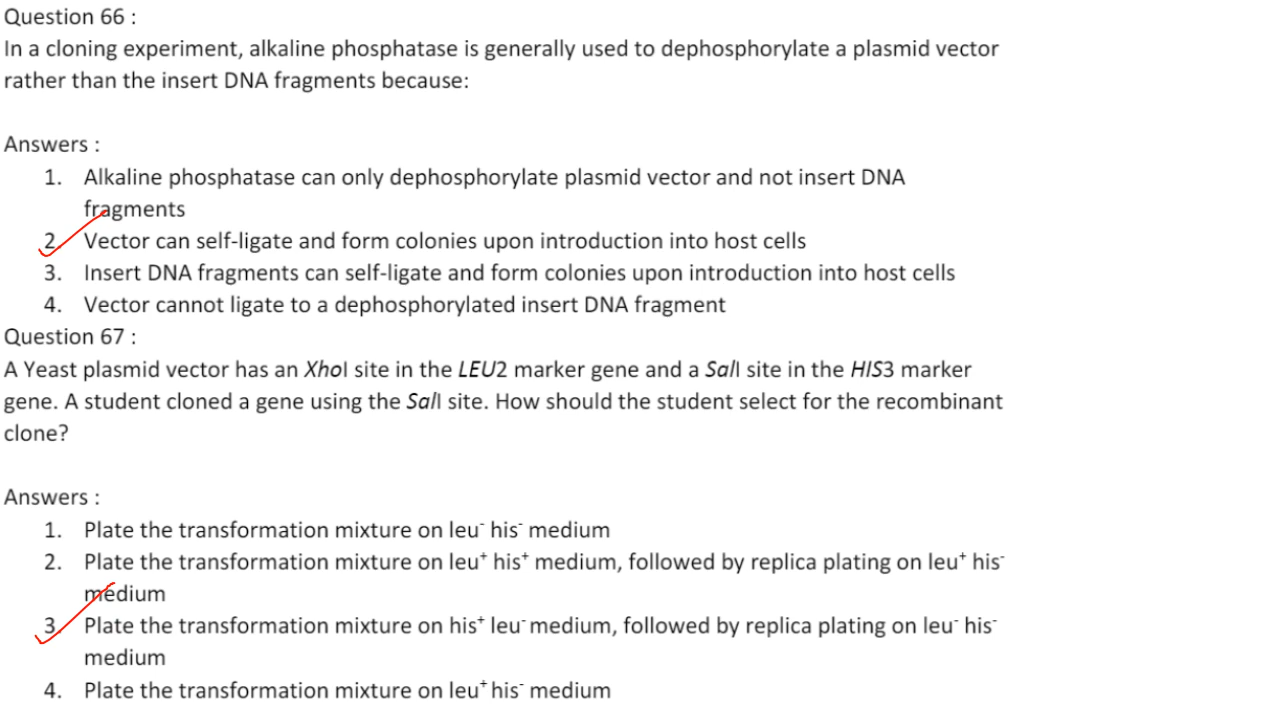 Question 66 :
In a cloning experiment, alkaline phosphatase is generally used to dephosphorylate a plasmid vector
rather than the insert DNA fragments because:
Answers :
1. Alkaline phosphatase can only dephosphorylate plasmid vector and not insert DNA
fragments
2. Vector can self-ligate and form colonies upon introduction into host cells
3. Insert DNA fragments can self-ligate and form colonies upon introduction into host cells
4. Vector cannot ligate to a dephosphorylated insert DNA fragment
Question 67 :
A Yeast plasmid vector has an XhoI site in the LEU2 marker gene and a SalI site in the HIS3 marker
gene. A student cloned a gene using the SalI site. How should the student select for the recombinant
clone?
Answers :
1. Plate the transformation mixture on leu⁻ his⁻ medium
2. Plate the transformation mixture on leu⁺ his⁺ medium, followed by replica plating on leu⁺ his⁻
medium
3. Plate the transformation mixture on his⁺ leu⁻ medium, followed by replica plating on leu⁻ his⁻
medium
4. Plate the transformation mixture on leu⁺ his⁻ medium